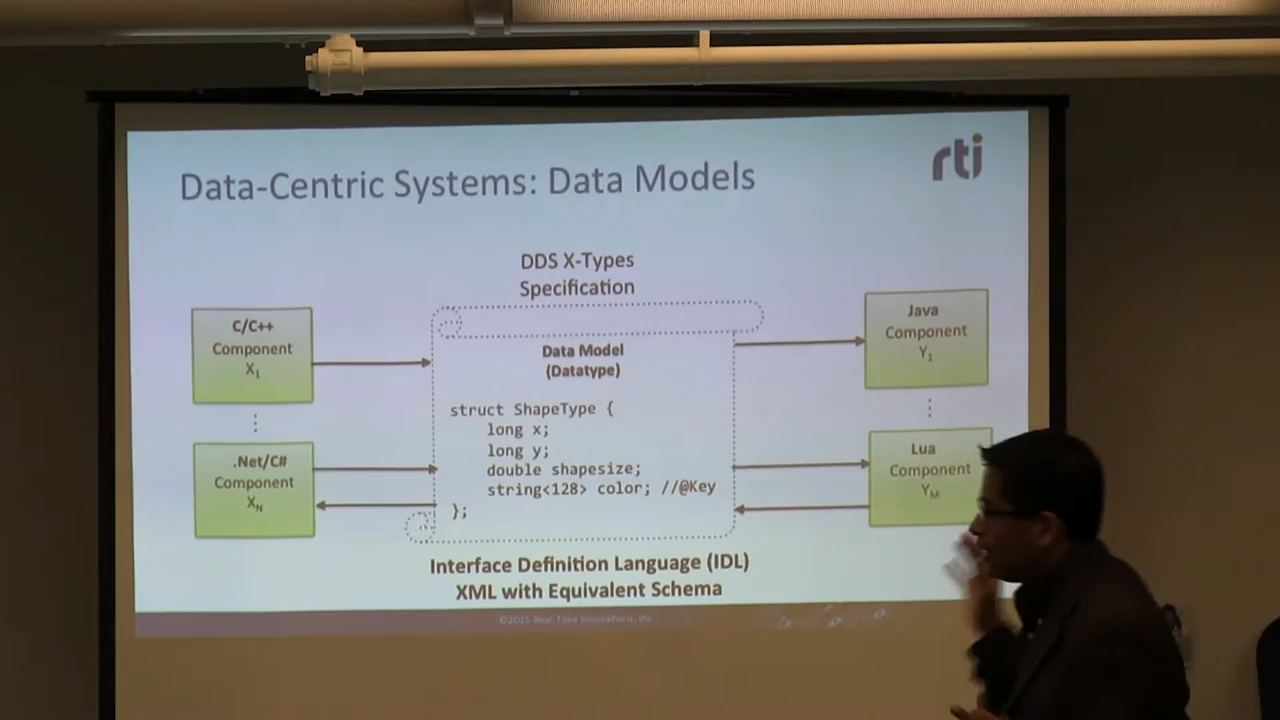 Data-Centric Systems: Data Models
rti
DDS X-Types
Specification
C/C++
Component
X1
⋮
.Net/C#
Component
XN
Data Model
(Datatype)
struct ShapeType {
long x;
long y;
double shapesize;
string<128> color; //@Key
};
Java
Component
Y1
⋮
Lua
Component
YM
Interface Definition Language (IDL)
XML with Equivalent Schema
©2015 Real-Time Innovations, Inc